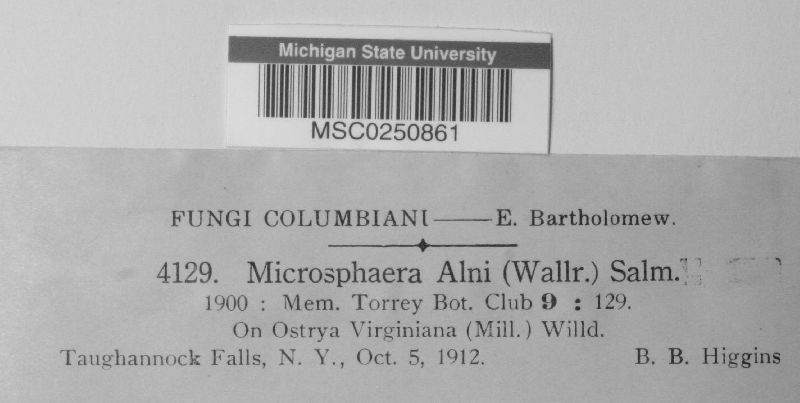 Michigan State University
MSC0250861
FUNGI COLUMBIANI——E. Bartholomew.
4129. Microsphaera Alni (Wallr.) Salm.
1900 : Mem. Torrey Bot. Club 9 : 129.
On Ostrya Virginiana (Mill.) Willd.
Taughannock Falls, N. Y., Oct. 5, 1912. B. B. Higgins